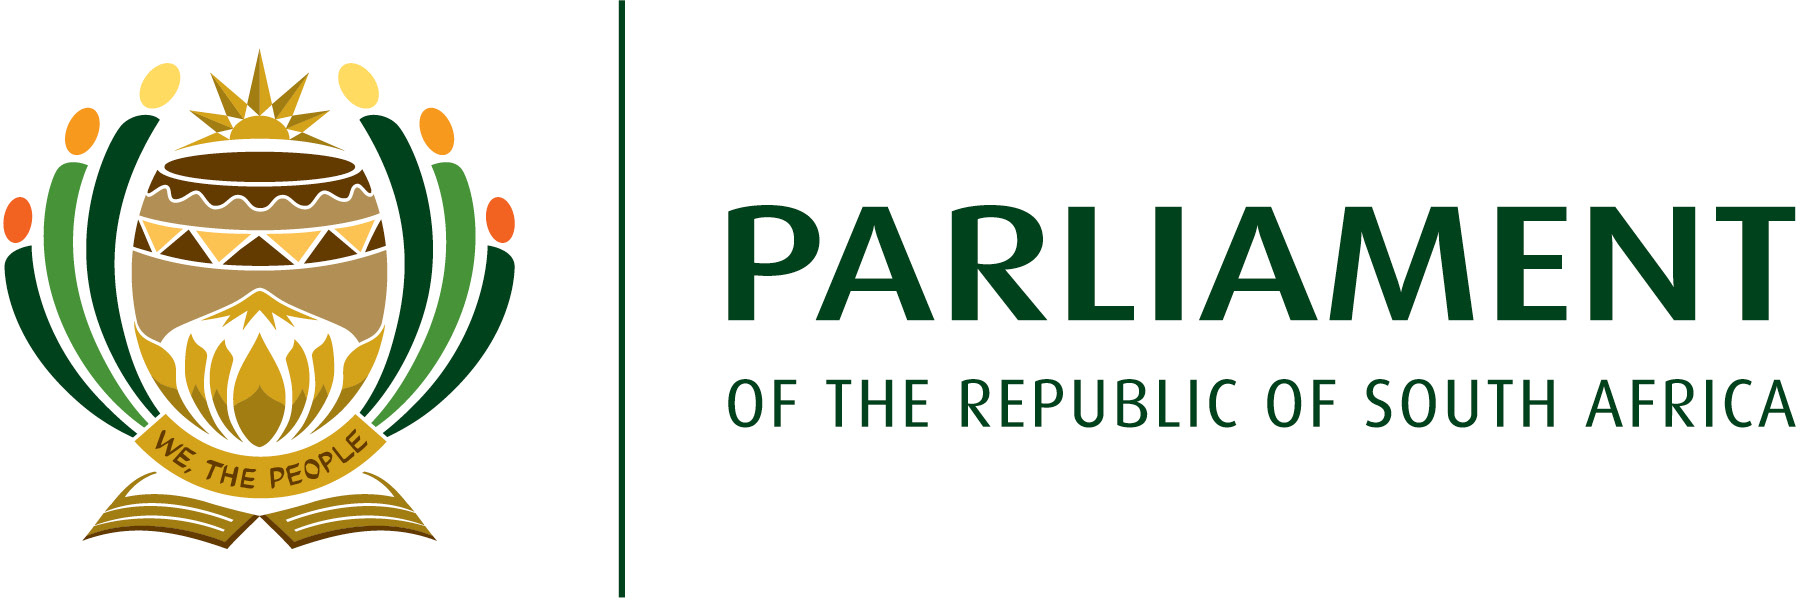 WE, THE PEOPLE
PARLIAMENT
OF THE REPUBLIC OF SOUTH AFRICA